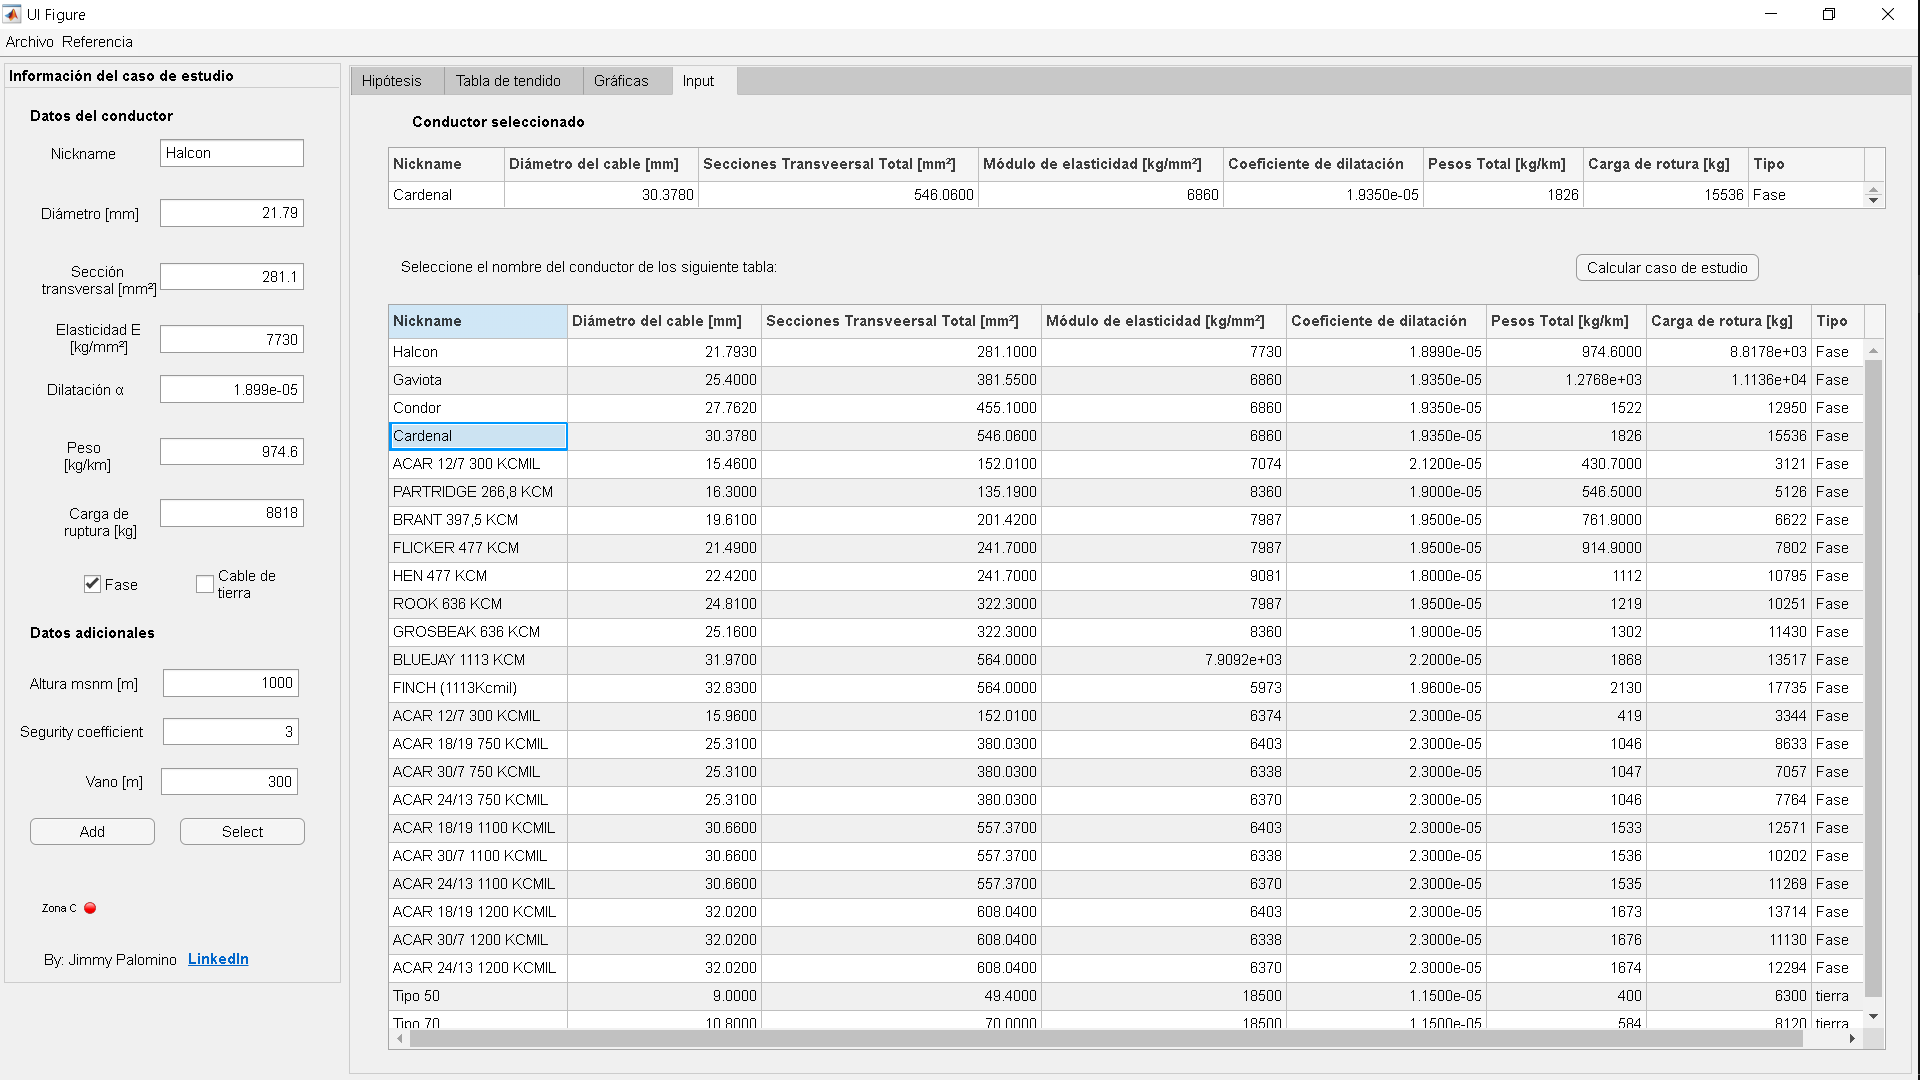 UI Figure
Archivo Referencia
Información del caso de estudio
Datos del conductor
Nickname Halcon
Diámetro [mm] 21.79
Sección
transversal [mm²] 281.1
Elasticidad E
[kg/mm²] 7730
Dilatación α 1.899e-05
Peso
[kg/km] 974.6
Carga de
ruptura [kg] 8818
Fase
Cable de
tierra
Datos adicionales
Altura msnm [m] 1000
Segurity coefficient 3
Vano [m] 300
Add Select
Zona C
By: Jimmy Palomino LinkedIn
Hipótesis Tabla de tendido Gráficas Input
Conductor seleccionado
Nickname Diámetro del cable [mm] Secciones Transveersal Total [mm²] Módulo de elasticidad [kg/mm²] Coeficiente de dilatación Pesos Total [kg/km] Carga de rotura [kg] Tipo
Cardenal 30.3780 546.0600 6860 1.9350e-05 1826 15536 Fase
Seleccione el nombre del conductor de los siguiente tabla:
Calcular caso de estudio
Nickname Diámetro del cable [mm] Secciones Transveersal Total [mm²] Módulo de elasticidad [kg/mm²] Coeficiente de dilatación Pesos Total [kg/km] Carga de rotura [kg] Tipo
Halcon 21.7930 281.1000 7730 1.8990e-05 974.6000 8.8178e+03 Fase
Gaviota 25.4000 381.5500 6860 1.9350e-05 1.2768e+03 1.1136e+04 Fase
Condor 27.7620 455.1000 6860 1.9350e-05 1522 12950 Fase
Cardenal 30.3780 546.0600 6860 1.9350e-05 1826 15536 Fase
ACAR 12/7 300 KCMIL 15.4600 152.0100 7074 2.1200e-05 430.7000 3121 Fase
PARTRIDGE 266,8 KCM 16.3000 135.1900 8360 1.9000e-05 546.5000 5126 Fase
BRANT 397,5 KCM 19.6100 201.4200 7987 1.9500e-05 761.9000 6622 Fase
FLICKER 477 KCM 21.4900 241.7000 7987 1.9500e-05 914.9000 7802 Fase
HEN 477 KCM 22.4200 241.7000 9081 1.8000e-05 1112 10795 Fase
ROOK 636 KCM 24.8100 322.3000 7987 1.9500e-05 1219 10251 Fase
GROSBEAK 636 KCM 25.1600 322.3000 8360 1.9000e-05 1302 11430 Fase
BLUEJAY 1113 KCM 31.9700 564.0000 7.9092e+03 2.2000e-05 1868 13517 Fase
FINCH (1113Kcmil) 32.8300 564.0000 5973 1.9600e-05 2130 17735 Fase
ACAR 12/7 300 KCMIL 15.9600 152.0100 6374 2.3000e-05 419 3344 Fase
ACAR 18/19 750 KCMIL 25.3100 380.0300 6403 2.3000e-05 1046 8633 Fase
ACAR 30/7 750 KCMIL 25.3100 380.0300 6338 2.3000e-05 1047 7057 Fase
ACAR 24/13 750 KCMIL 25.3100 380.0300 6370 2.3000e-05 1046 7764 Fase
ACAR 18/19 1100 KCMIL 30.6600 557.3700 6403 2.3000e-05 1533 12571 Fase
ACAR 30/7 1100 KCMIL 30.6600 557.3700 6338 2.3000e-05 1536 10202 Fase
ACAR 24/13 1100 KCMIL 30.6600 557.3700 6370 2.3000e-05 1535 11269 Fase
ACAR 18/19 1200 KCMIL 32.0200 608.0400 6403 2.3000e-05 1673 13714 Fase
ACAR 30/7 1200 KCMIL 32.0200 608.0400 6338 2.3000e-05 1676 11130 Fase
ACAR 24/13 1200 KCMIL 32.0200 608.0400 6370 2.3000e-05 1674 12294 Fase
Tipo 50 9.0000 49.4000 18500 1.1500e-05 400 6300 tierra
Tipo 70 10.8000 70.0000 18500 1.1500e-05 584 8120 tierra